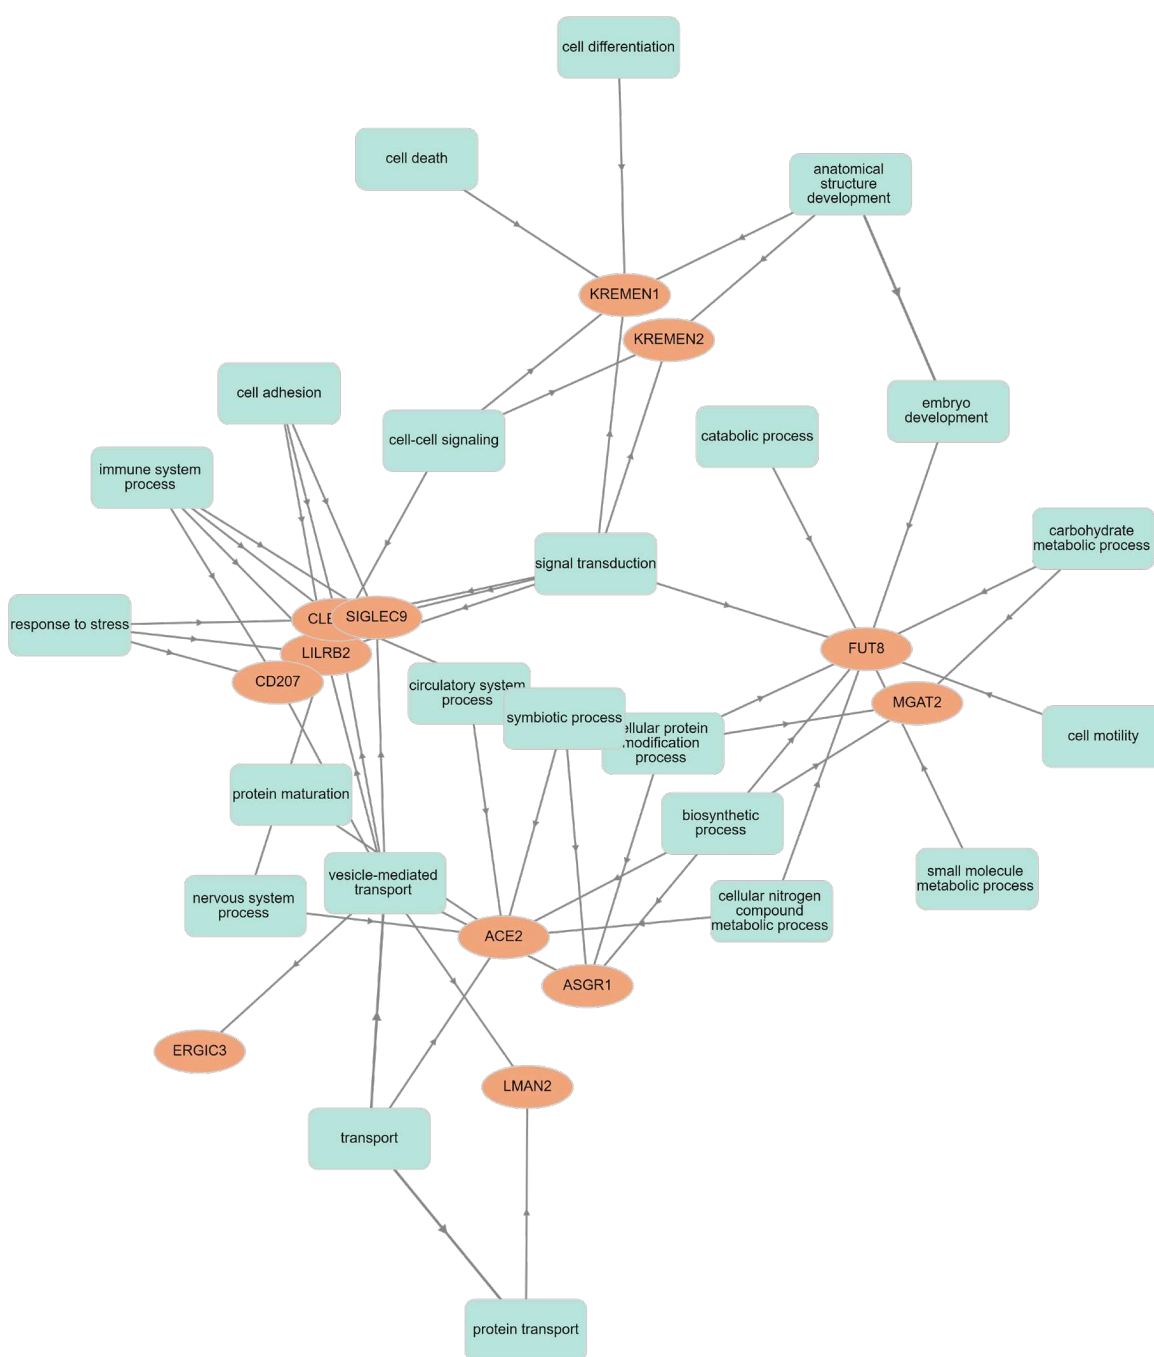 cell differentiation
cell death
anatomical
structure
development
KREMEN1
KREMEN2
cell adhesion
embryo
development
cell-cell signaling
catabolic process
immune system
process
carbohydrate
metabolic process
signal transduction
response to stress
SIGLEC9
LILRB2
CD207
FUT8
MGAT2
circulatory system
process
symbiotic process
protein
modification
process
cell motility
protein maturation
biosynthetic
process
vesicle-mediated
transport
nervous system
process
small molecule
metabolic process
cellular nitrogen
compound
metabolic process
ACE2
ASGR1
ERGIC3
LMAN2
transport
protein transport